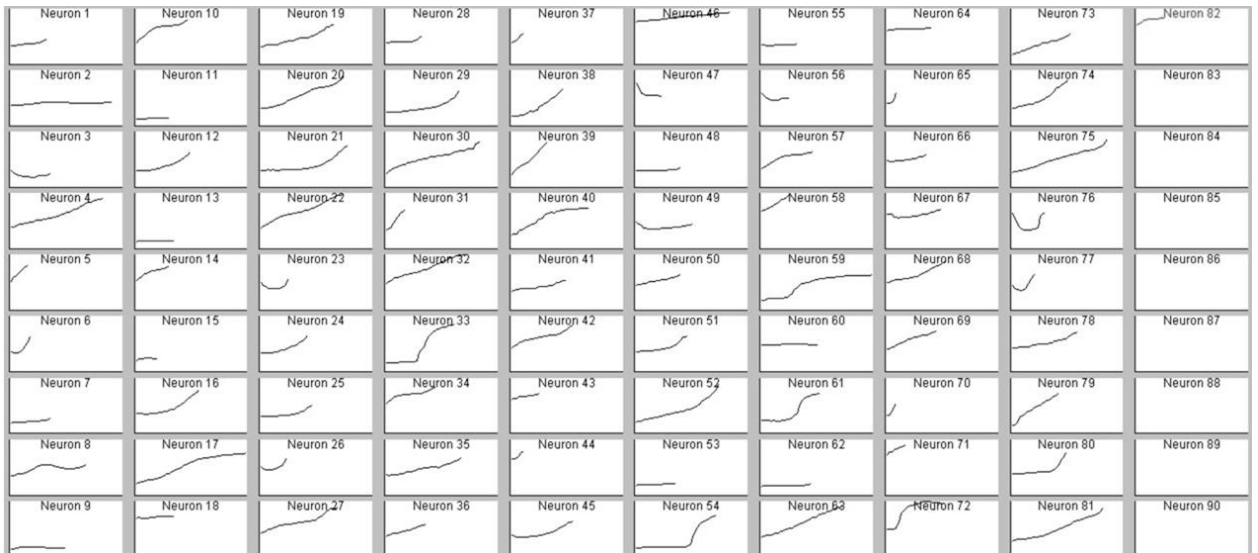 Neuron 1
Neuron 10
Neuron 19
Neuron 28
Neuron 37
Neuron 46
Neuron 55
Neuron 64
Neuron 73
Neuron 82
Neuron 2
Neuron 11
Neuron 20
Neuron 29
Neuron 38
Neuron 47
Neuron 56
Neuron 65
Neuron 74
Neuron 83
Neuron 3
Neuron 12
Neuron 21
Neuron 30
Neuron 39
Neuron 48
Neuron 57
Neuron 66
Neuron 75
Neuron 84
Neuron 4
Neuron 13
Neuron 22
Neuron 31
Neuron 40
Neuron 49
Neuron 58
Neuron 67
Neuron 76
Neuron 85
Neuron 5
Neuron 14
Neuron 23
Neuron 32
Neuron 41
Neuron 50
Neuron 59
Neuron 68
Neuron 77
Neuron 86
Neuron 6
Neuron 15
Neuron 24
Neuron 33
Neuron 42
Neuron 51
Neuron 60
Neuron 69
Neuron 78
Neuron 87
Neuron 7
Neuron 16
Neuron 25
Neuron 34
Neuron 43
Neuron 52
Neuron 61
Neuron 70
Neuron 79
Neuron 88
Neuron 8
Neuron 17
Neuron 26
Neuron 35
Neuron 44
Neuron 53
Neuron 62
Neuron 71
Neuron 80
Neuron 89
Neuron 9
Neuron 18
Neuron 27
Neuron 36
Neuron 45
Neuron 54
Neuron 63
Neuron 72
Neuron 81
Neuron 90